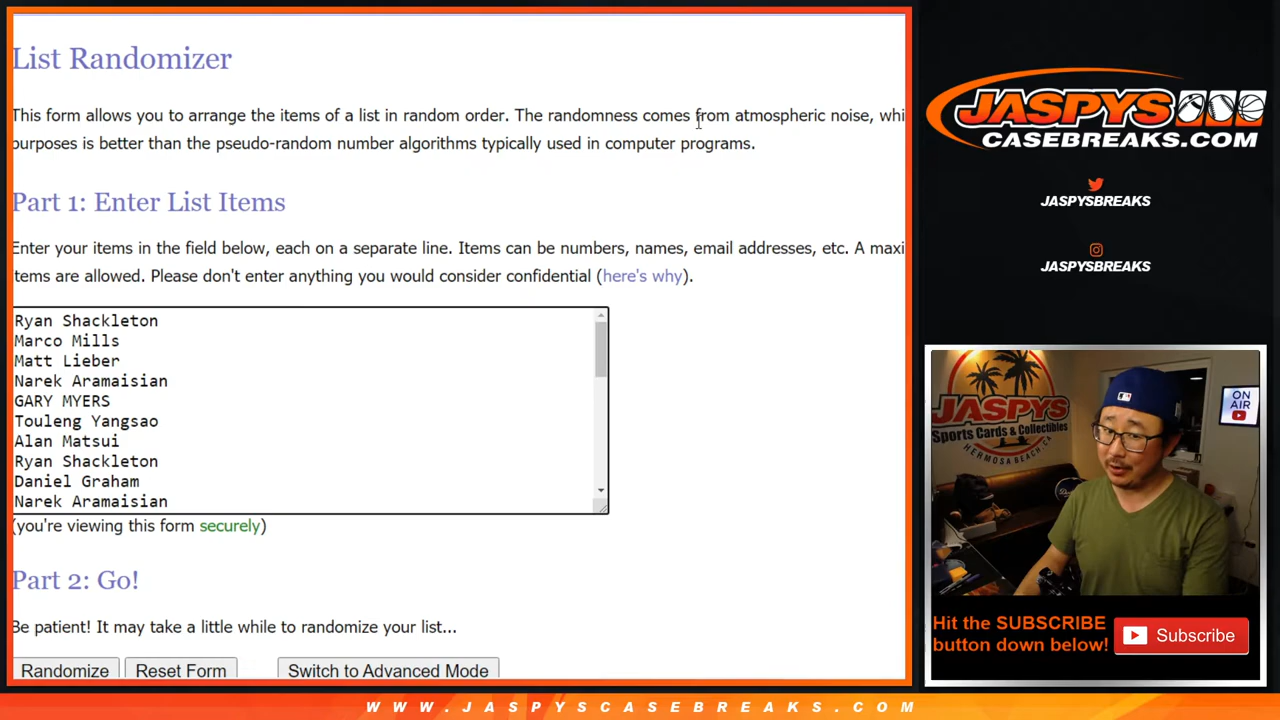 List Randomizer
This form allows you to arrange the items of a list in random order. The randomness comes from atmospheric noise, whi
purposes is better than the pseudo-random number algorithms typically used in computer programs.
Part 1: Enter List Items
Enter your items in the field below, each on a separate line. Items can be numbers, names, email addresses, etc. A maxi
items are allowed. Please don't enter anything you would consider confidential (here's why).
Ryan Shackleton
Marco Mills
Matt Lieber
Narek Aramaisian
GARY MYERS
Touleng Yangsao
Alan Matsui
Ryan Shackleton
Daniel Graham
Narek Aramaisian
(you're viewing this form securely)
Part 2: Go!
Be patient! It may take a little while to randomize your list...
Randomize Reset Form Switch to Advanced Mode
JASPYS
CASEBREAKS.COM
JASPYSBREAKS
JASPYSBREAKS
JASPYS
Sports Cards & Collectibles
HERMOSA BEACH, CA
ON
AIR
Hit the SUBSCRIBE
button down below!
Subscribe
WWW.JASPYSCASEBREAKS.COM